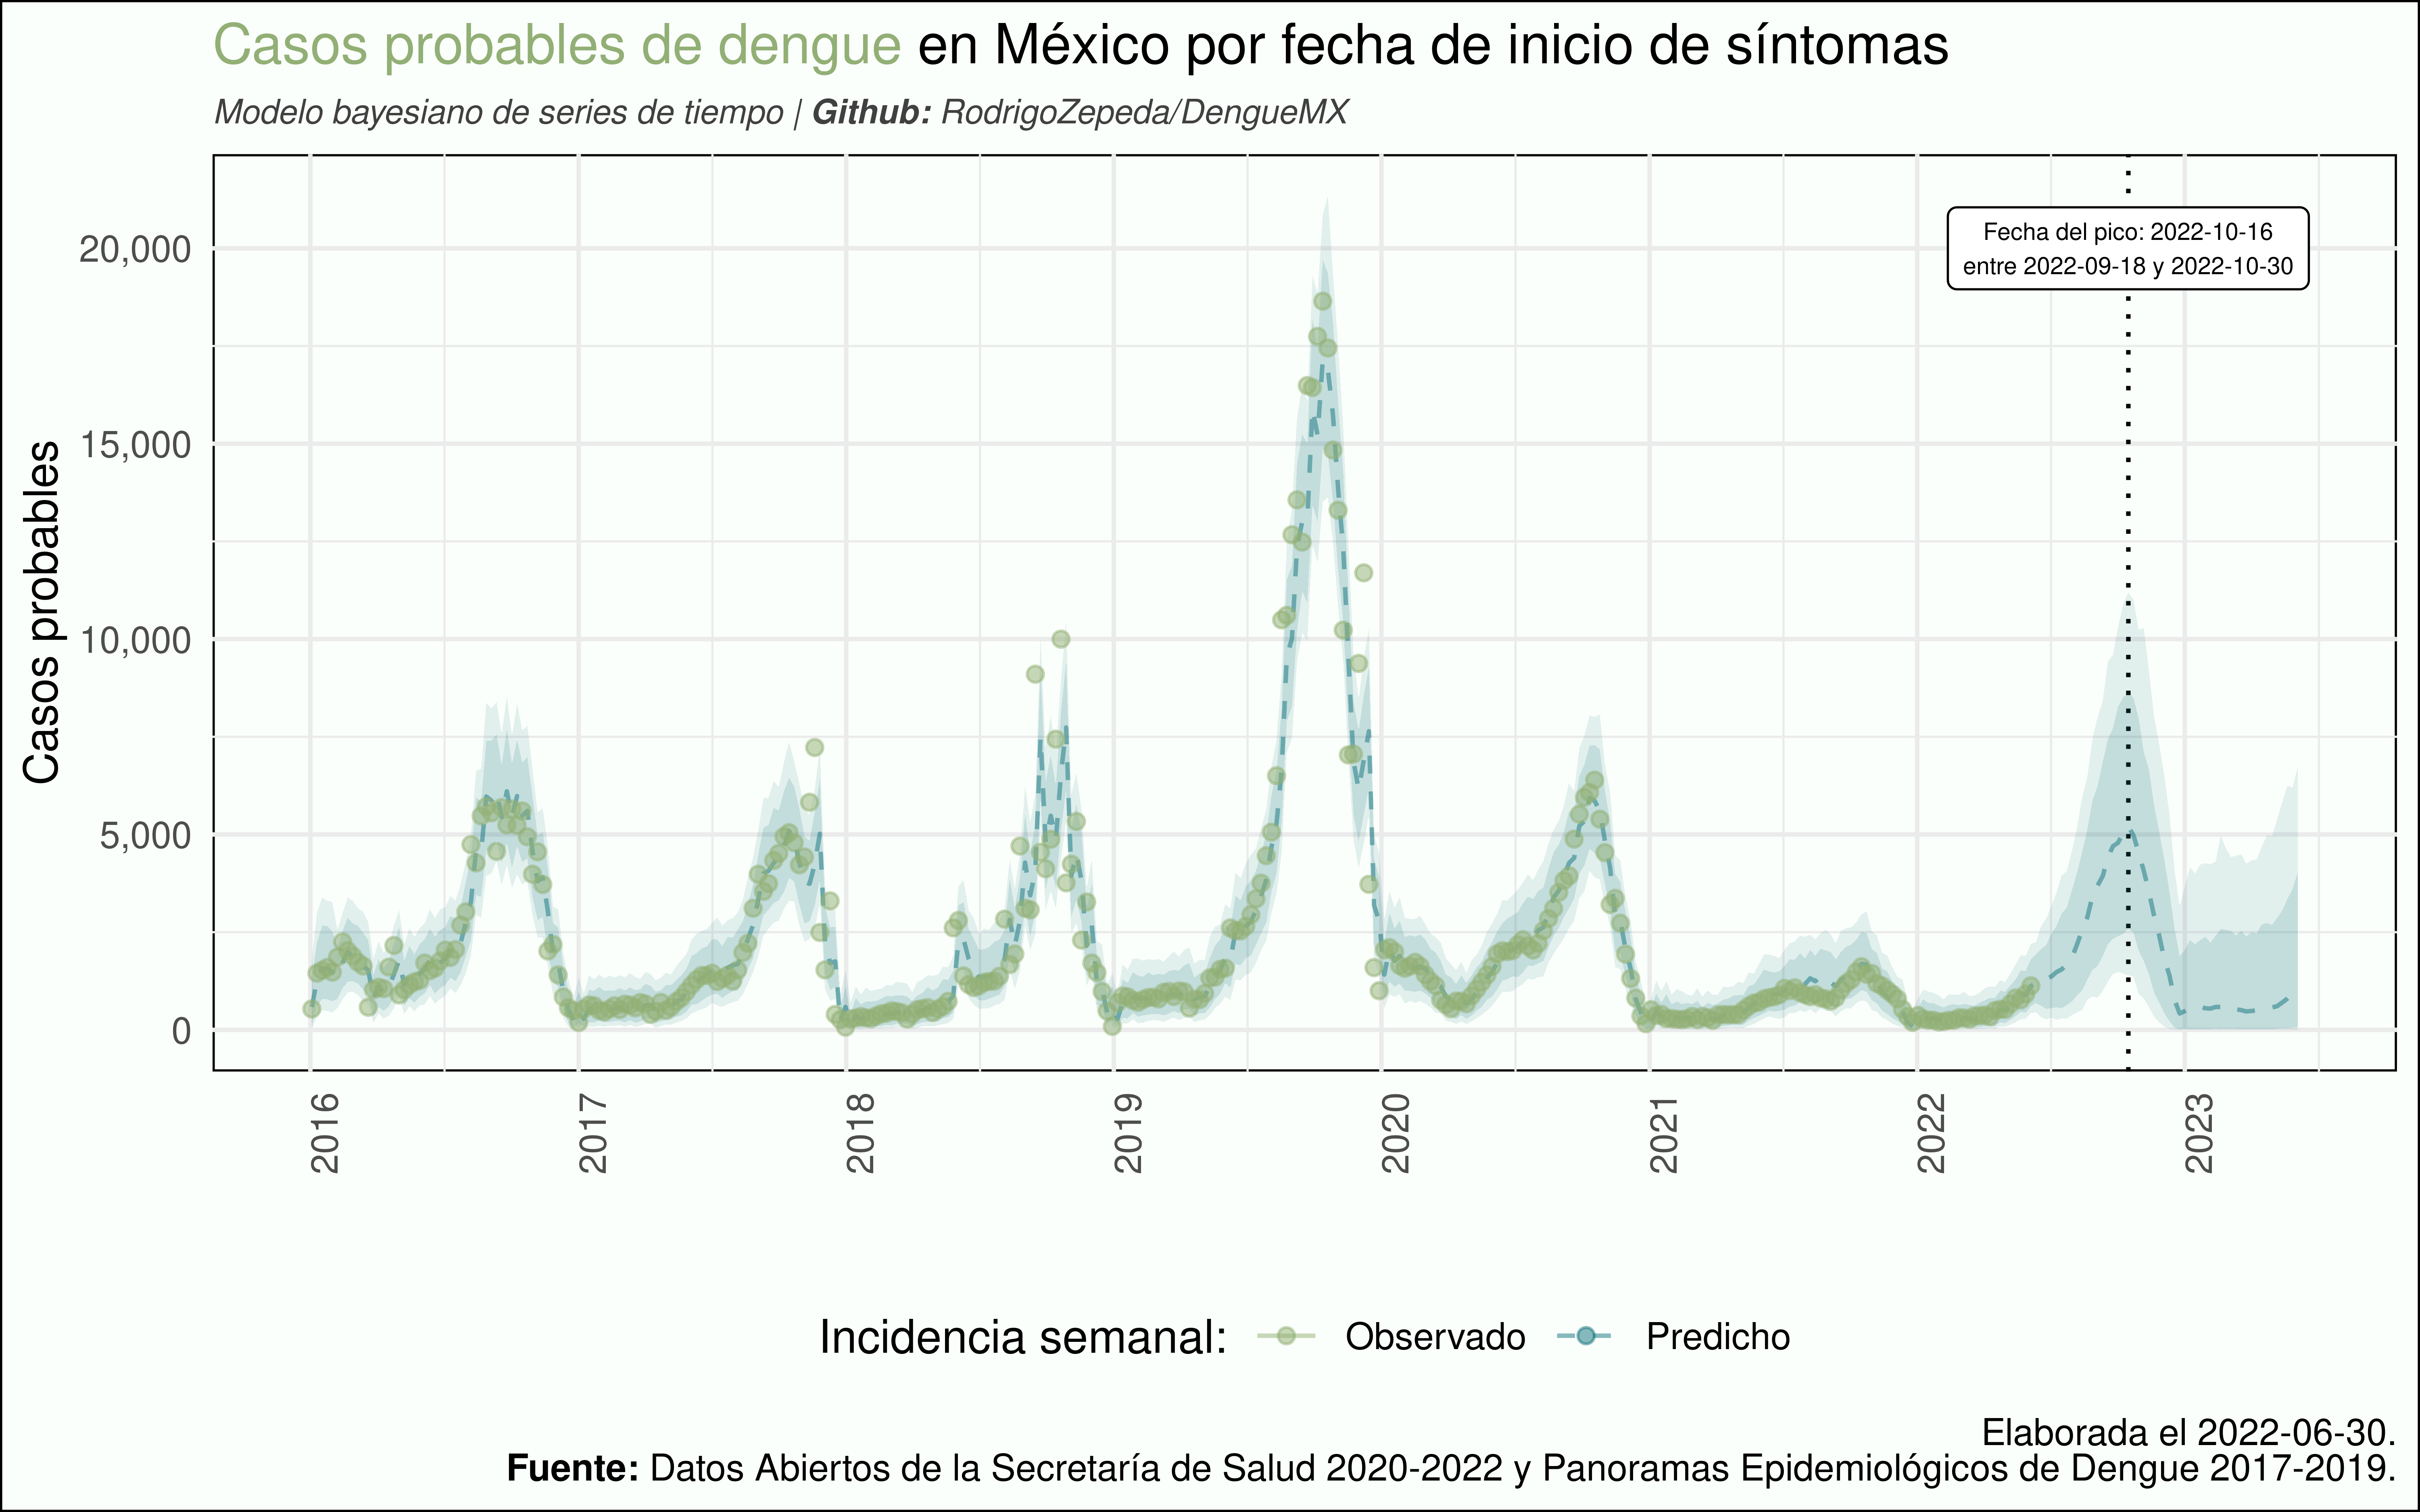 Casos probables de dengue en México por fecha de inicio de síntomas
Modelo bayesiano de series de tiempo | Github: RodrigoZepeda/DengueMX
Casos probables
20,000
15,000
10,000
5,000
0
Fecha del pico: 2022-10-16
entre 2022-09-18 y 2022-10-30
2016
2017
2018
2019
2020
2021
2022
2023
Incidencia semanal: Observado Predicho
Elaborada el 2022-06-30.
Fuente: Datos Abiertos de la Secretaría de Salud 2020-2022 y Panoramas Epidemiológicos de Dengue 2017-2019.